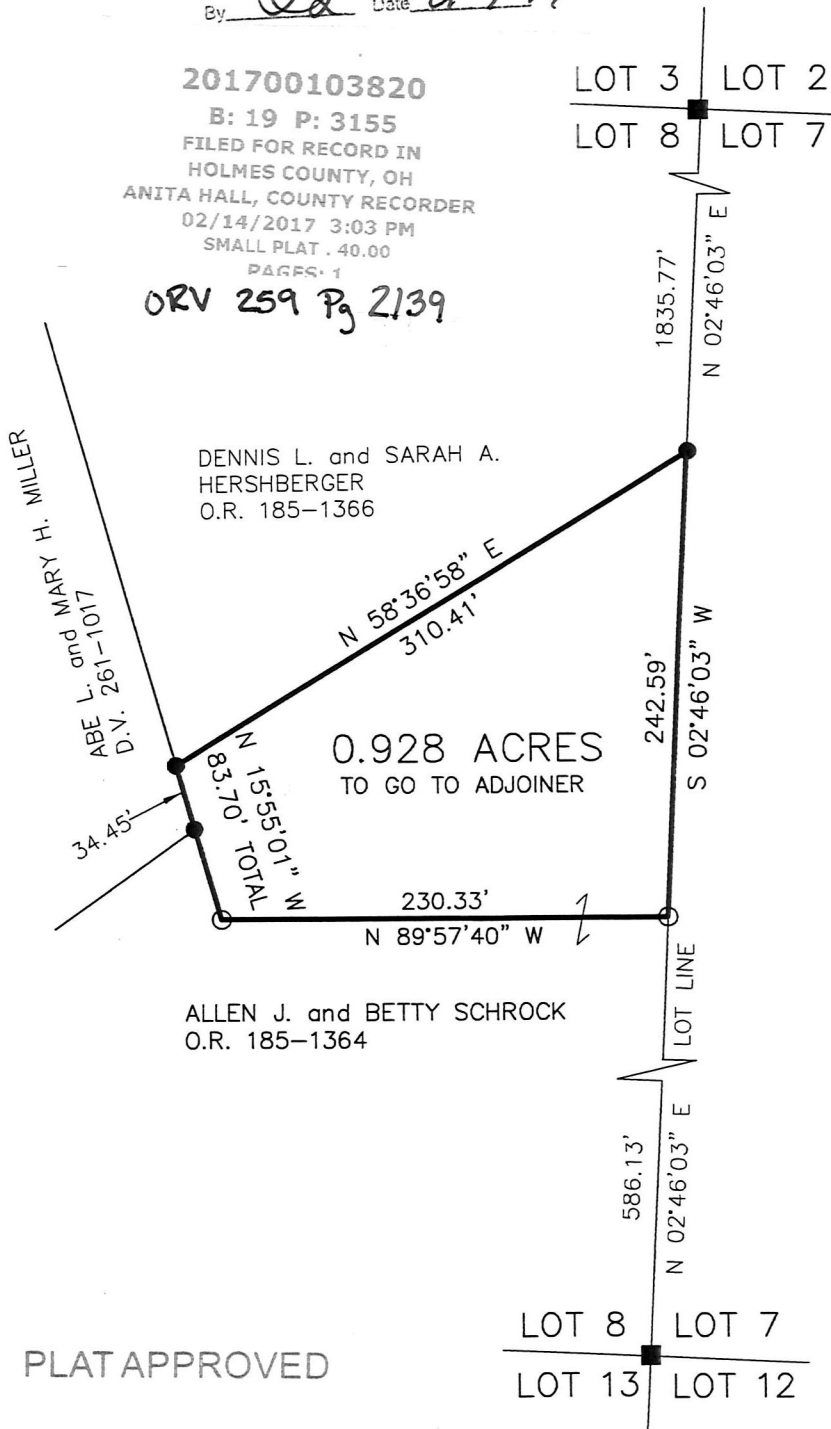 By Date
201700103820
B: 19 P: 3155
FILED FOR RECORD IN
HOLMES COUNTY, OH
ANITA HALL, COUNTY RECORDER
02/14/2017 3:03 PM
SMALL PLAT . 40.00
PAGES: 1
ORV 259 Pg 2139
LOT 3 LOT 2
LOT 8 LOT 7
1835.77'
N 02°46'03" E
DENNIS L. and SARAH A.
HERSHBERGER
O.R. 185-1366
ABE L. and MARY H. MILLER
D.V. 261-1017
N 58°36'58" E
310.41'
242.59'
S 02°46'03" W
0.928 ACRES
TO GO TO ADJOINER
34.45'
N 15°55'01" W
83.70' TOTAL
230.33'
N 89°57'40" W
ALLEN J. and BETTY SCHROCK
O.R. 185-1364
LOT LINE
586.13'
N 02°46'03" E
LOT 8 LOT 7
LOT 13 LOT 12
PLAT APPROVED